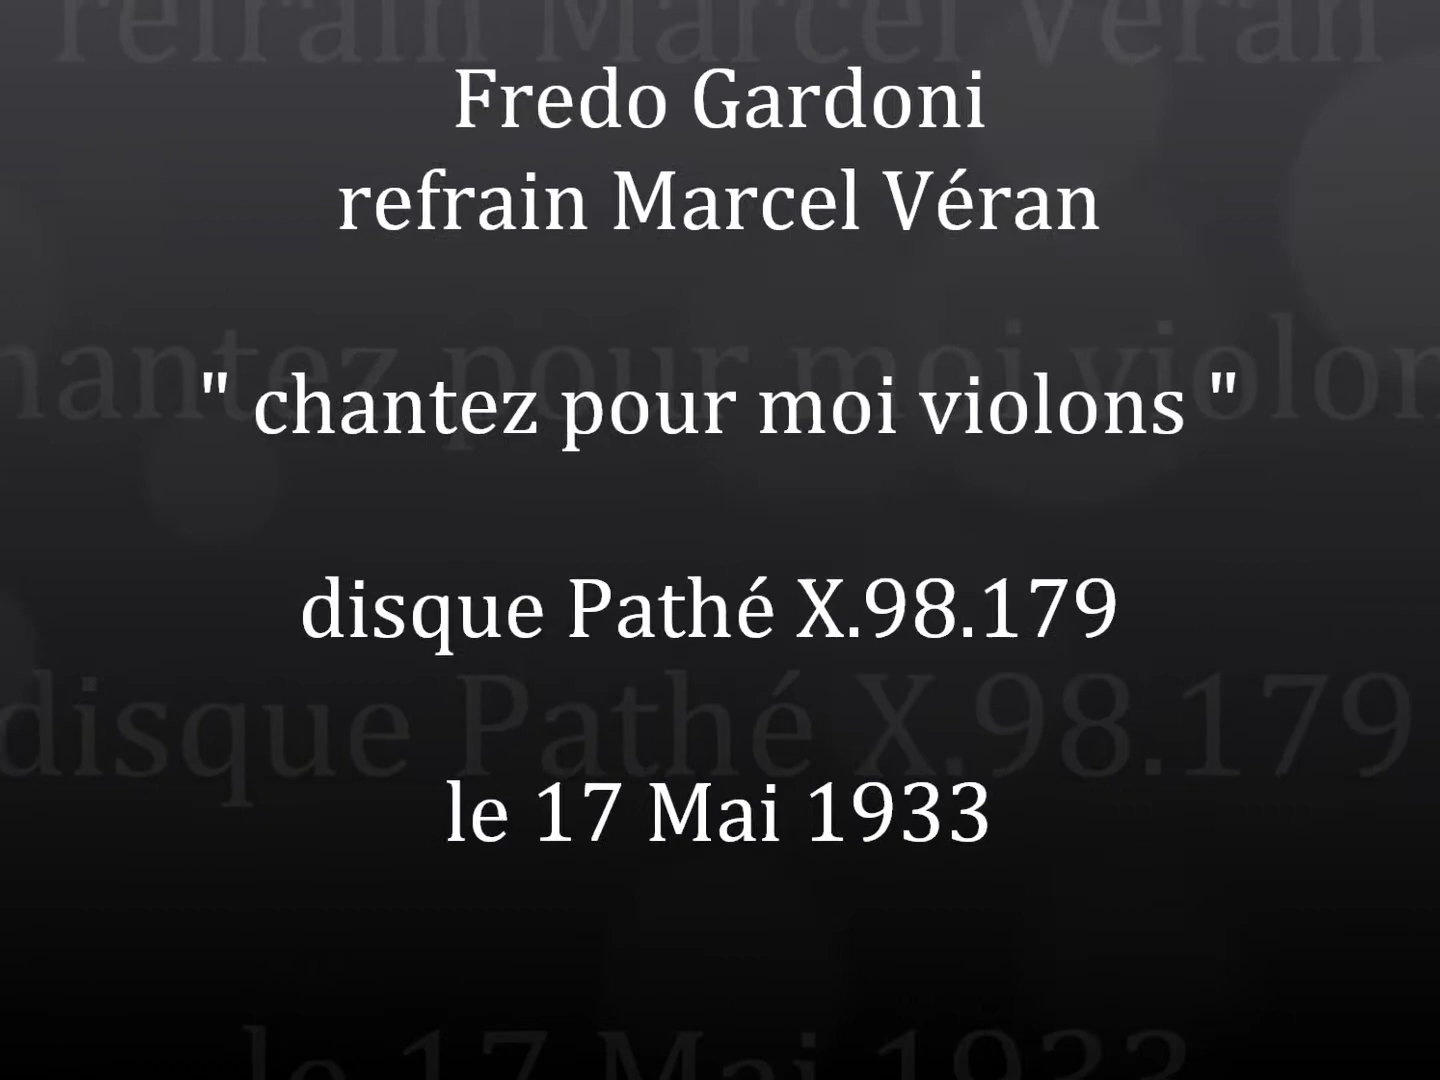 Fredo Gardoni
refrain Marcel Véran
" chantez pour moi violons "
disque Pathé X.98.179
le 17 Mai 1933